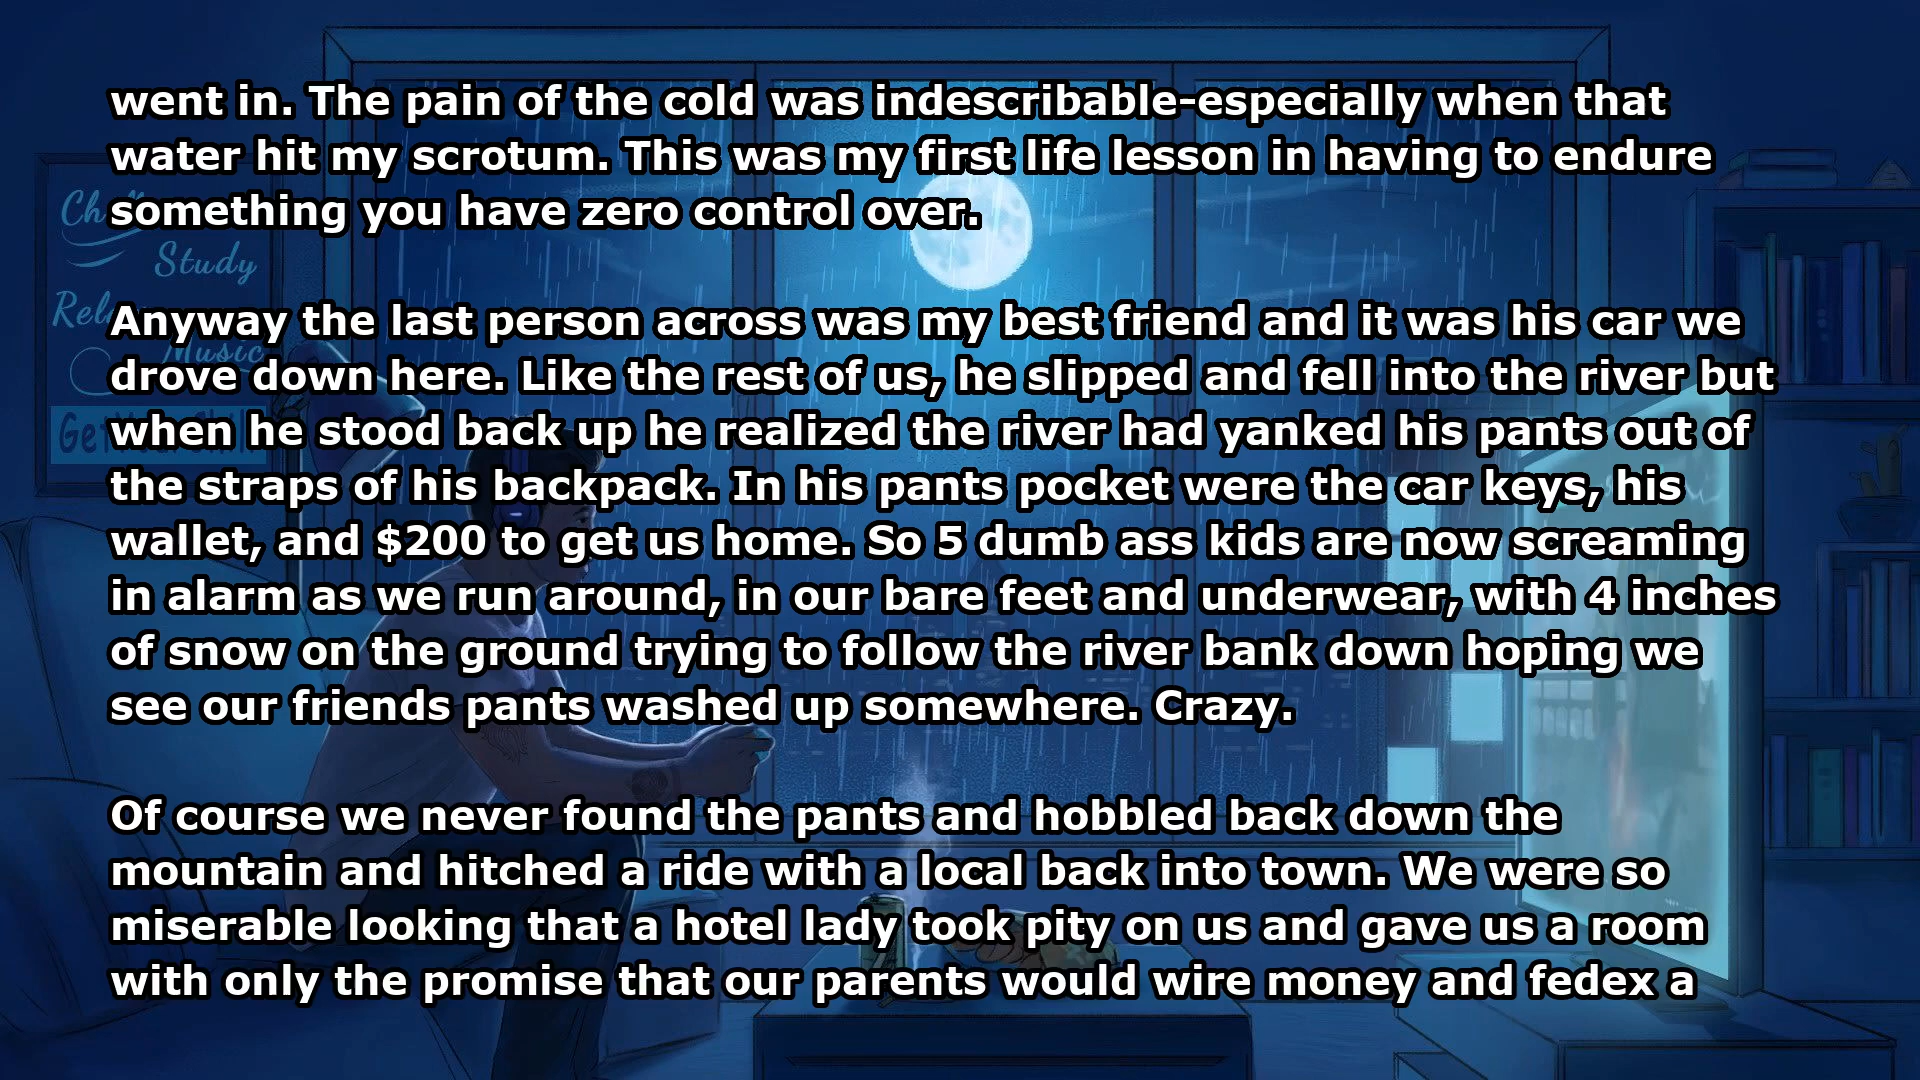 went in. The pain of the cold was indescribable-especially when that
water hit my scrotum. This was my first life lesson in having to endure
something you have zero control over.
Anyway the last person across was my best friend and it was his car we
drove down here. Like the rest of us, he slipped and fell into the river but
when he stood back up he realized the river had yanked his pants out of
the straps of his backpack. In his pants pocket were the car keys, his
wallet, and $200 to get us home. So 5 dumb ass kids are now screaming
in alarm as we run around, in our bare feet and underwear, with 4 inches
of snow on the ground trying to follow the river bank down hoping we
see our friends pants washed up somewhere. Crazy.
Of course we never found the pants and hobbled back down the
mountain and hitched a ride with a local back into town. We were so
miserable looking that a hotel lady took pity on us and gave us a room
with only the promise that our parents would wire money and fedex a
Study
Music